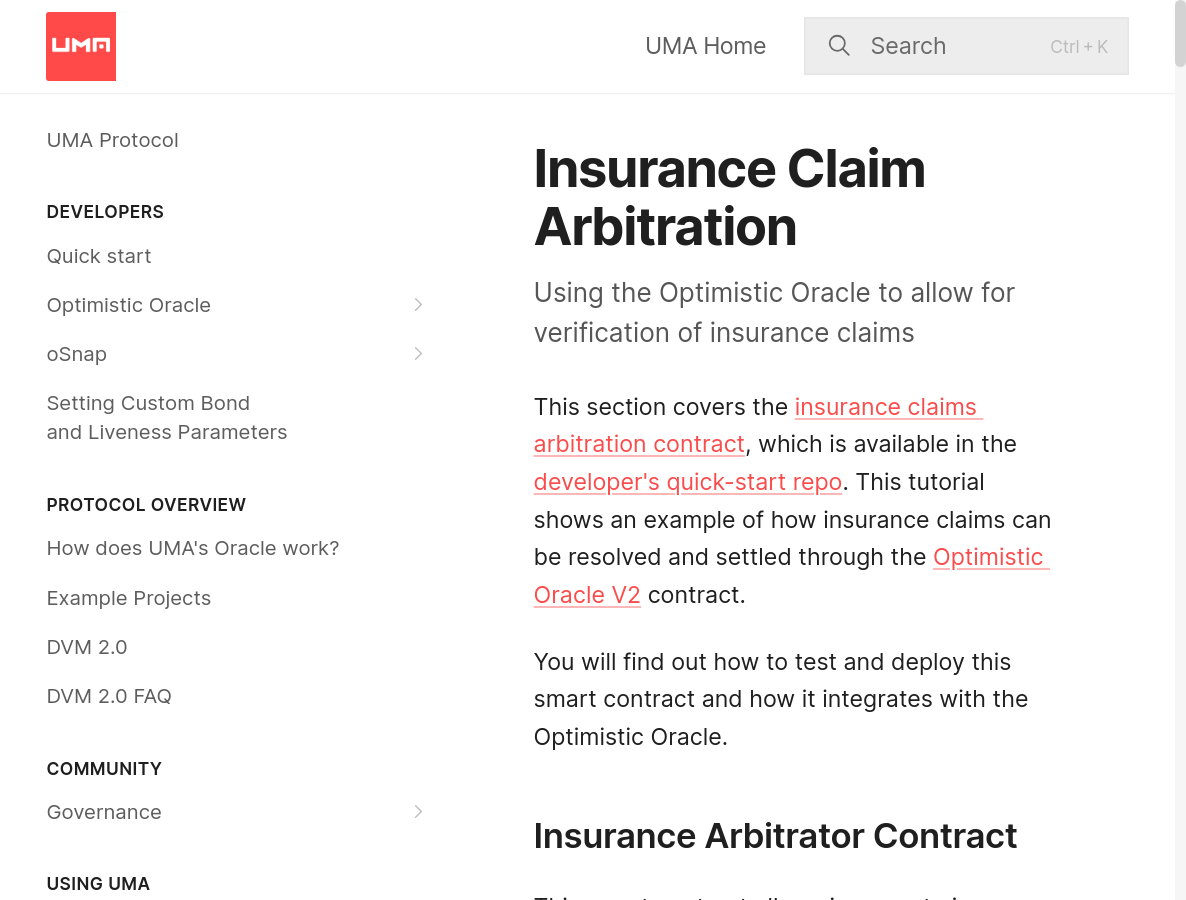 UMA
UMA Home
Search
Ctrl + K
UMA Protocol
DEVELOPERS
Quick start
Optimistic Oracle
oSnap
Setting Custom Bond
and Liveness Parameters
PROTOCOL OVERVIEW
How does UMA's Oracle work?
Example Projects
DVM 2.0
DVM 2.0 FAQ
COMMUNITY
Governance
USING UMA
Insurance Claim
Arbitration
Using the Optimistic Oracle to allow for
verification of insurance claims
This section covers the insurance claims
arbitration contract, which is available in the
developer's quick-start repo. This tutorial
shows an example of how insurance claims can
be resolved and settled through the Optimistic
Oracle V2 contract.
You will find out how to test and deploy this
smart contract and how it integrates with the
Optimistic Oracle.
Insurance Arbitrator Contract